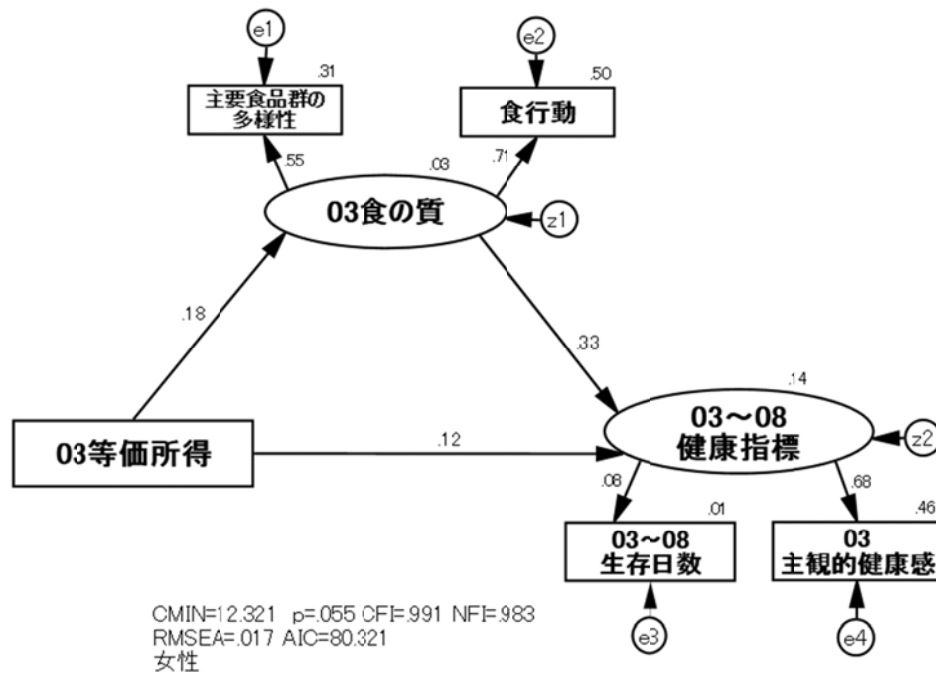 e1
e2
.31
.50
主要食品群の
多様性
食行動
.55
.71
.03
03食の質
z1
.18
.33
.14
03～08
健康指標
z2
03等価所得
.12
.08
.68
.01
.46
03～08
生存日数
03
主観的健康感
e3
e4
CMIN=12.321 p=.055 CFI=.991 NFI=.983
RMSEA=.017 AIC=80.321
女性